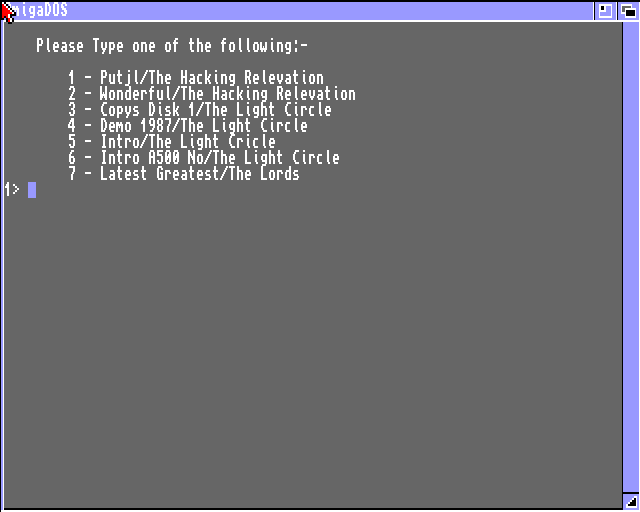 migaDOS
Please Type one of the following:-
1 - Putjl/The Hacking Relevation
2 - Wonderful/The Hacking Relevation
3 - Copys Disk 1/The Light Circle
4 - Demo 1987/The Light Circle
5 - Intro/The Light Cricle
6 - Intro A500 No/The Light Circle
7 - Latest Greatest/The Lords
1>